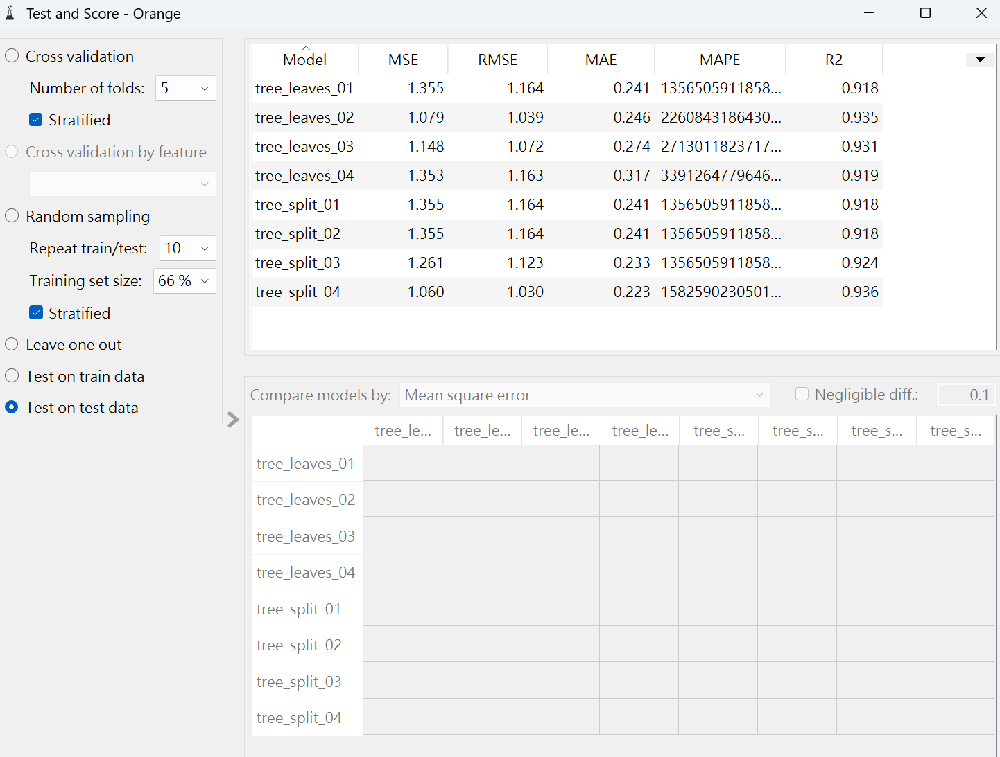 Test and Score - Orange
Cross validation
Number of folds: 5
Stratified
Cross validation by feature
Random sampling
Repeat train/test: 10
Training set size: 66 %
Stratified
Leave one out
Test on train data
Test on test data
Model MSE RMSE MAE MAPE R2
tree_leaves_01 1.355 1.164 0.241 1356505911858... 0.918
tree_leaves_02 1.079 1.039 0.246 2260843186430... 0.935
tree_leaves_03 1.148 1.072 0.274 2713011823717... 0.931
tree_leaves_04 1.353 1.163 0.317 3391264779646... 0.919
tree_split_01 1.355 1.164 0.241 1356505911858... 0.918
tree_split_02 1.355 1.164 0.241 1356505911858... 0.918
tree_split_03 1.261 1.123 0.233 1356505911858... 0.924
tree_split_04 1.060 1.030 0.223 1582590230501... 0.936
Compare models by: Mean square error Negligible diff.: 0.1
tree_le... tree_le... tree_le... tree_le... tree_s... tree_s... tree_s... tree_s...
tree_leaves_01
tree_leaves_02
tree_leaves_03
tree_leaves_04
tree_split_01
tree_split_02
tree_split_03
tree_split_04